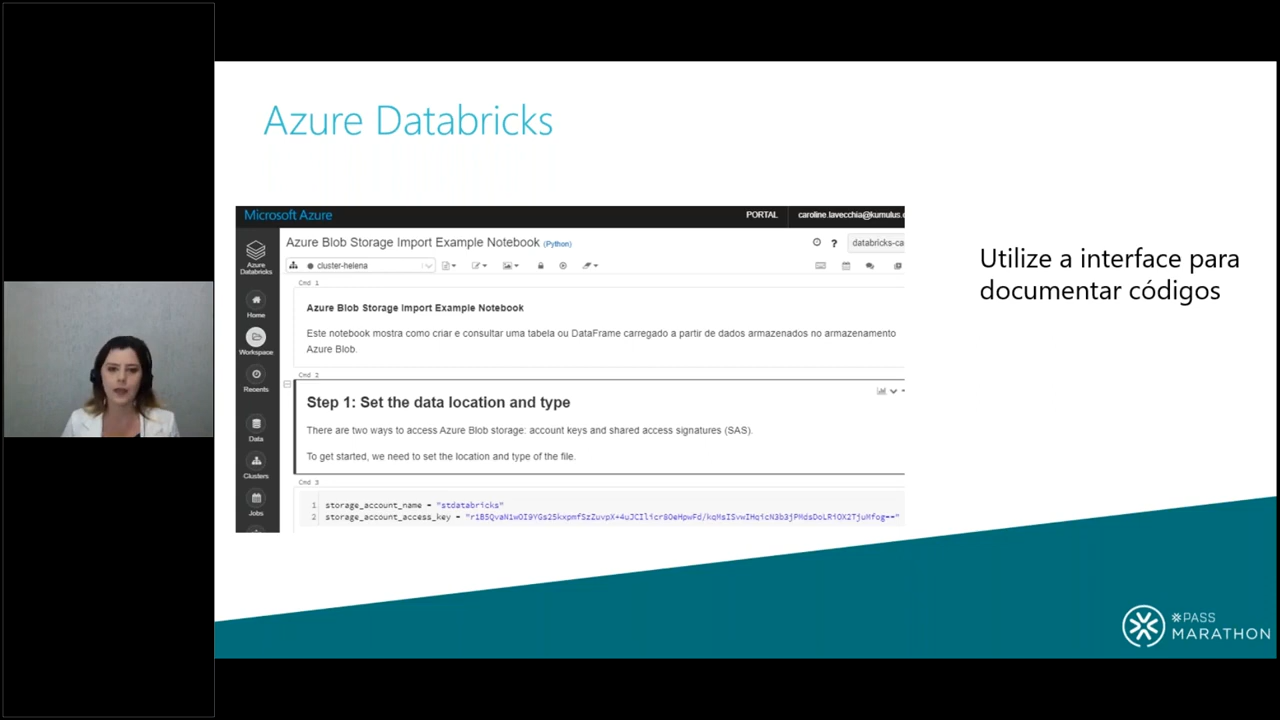 Azure Databricks
Microsoft Azure
PORTAL
caroline.lavecchia@kumulus.c
Azure Databricks
Home
Workspace
Recents
Data
Clusters
Jobs
Azure Blob Storage Import Example Notebook (Python)
databricks-ca
cluster-helena
Cmd 1
Azure Blob Storage Import Example Notebook
Este notebook mostra como criar e consultar uma tabela ou DataFrame carregado a partir de dados armazenados no armazenamento
Azure Blob.
Cmd 2
Step 1: Set the data location and type
There are two ways to access Azure Blob storage: account keys and shared access signatures (SAS).
To get started, we need to set the location and type of the file.
Cmd 3
1 storage_account_name = "stdatabricks"
2 storage_account_access_key =
Utilize a interface para
documentar códigos
PASS
MARATHON